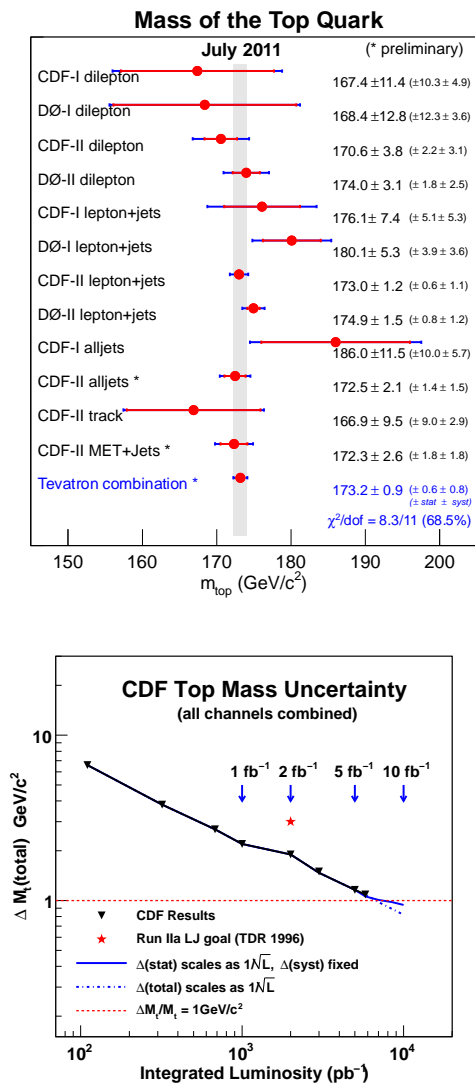 Mass of the Top Quark
July 2011 (* preliminary)
CDF-I dilepton 167.4 ±11.4 (±10.3 ± 4.9)
DØ-I dilepton 168.4 ±12.8 (±12.3 ± 3.6)
CDF-II dilepton 170.6 ± 3.8 (± 2.2 ± 3.1)
DØ-II dilepton 174.0 ± 3.1 (± 1.8 ± 2.5)
CDF-I lepton+jets 176.1 ± 7.4 (± 5.1 ± 5.3)
DØ-I lepton+jets 180.1 ± 5.3 (± 3.9 ± 3.6)
CDF-II lepton+jets 173.0 ± 1.2 (± 0.6 ± 1.1)
DØ-II lepton+jets 174.9 ± 1.5 (± 0.8 ± 1.2)
CDF-I alljets 186.0 ±11.5 (±10.0 ± 5.7)
CDF-II alljets * 172.5 ± 2.1 (± 1.4 ± 1.5)
CDF-II track 166.9 ± 9.5 (± 9.0 ± 2.9)
CDF-II MET+Jets * 172.3 ± 2.6 (± 1.8 ± 1.8)
Tevatron combination * 173.2 ± 0.9 (± 0.6 ± 0.8)
(± stat ± syst)
χ²/dof = 8.3/11 (68.5%)
150 160 170 180 190 200
m_top (GeV/c²)
CDF Top Mass Uncertainty
(all channels combined)
1 fb⁻¹ 2 fb⁻¹ 5 fb⁻¹ 10 fb⁻¹
10
1
Δ M_t(total) GeV/c²
CDF Results
Run IIa LJ goal (TDR 1996)
Δ(stat) scales as 1/√L, Δ(syst) fixed
Δ(total) scales as 1/√L
ΔM_t/M_t = 1GeV/c²
10² 10³ 10⁴
Integrated Luminosity (pb⁻¹)